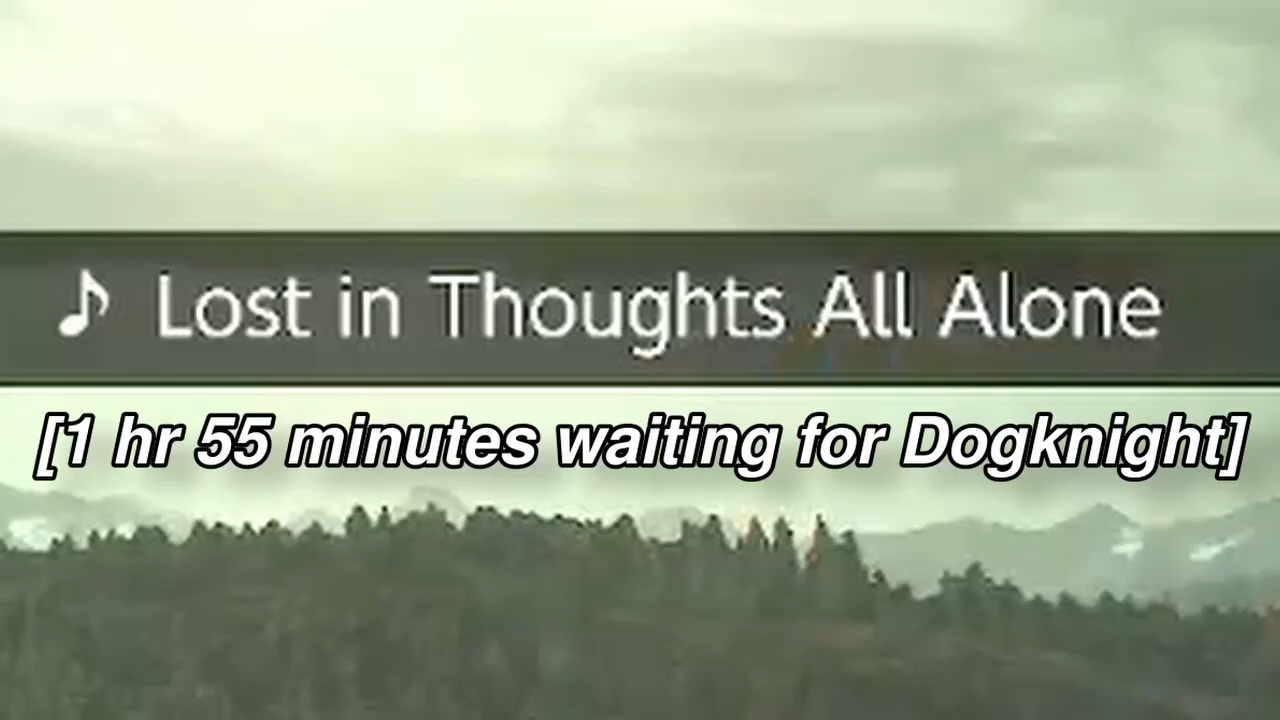 ♪ Lost in Thoughts All Alone
[1 hr 55 minutes waiting for Dogknight]